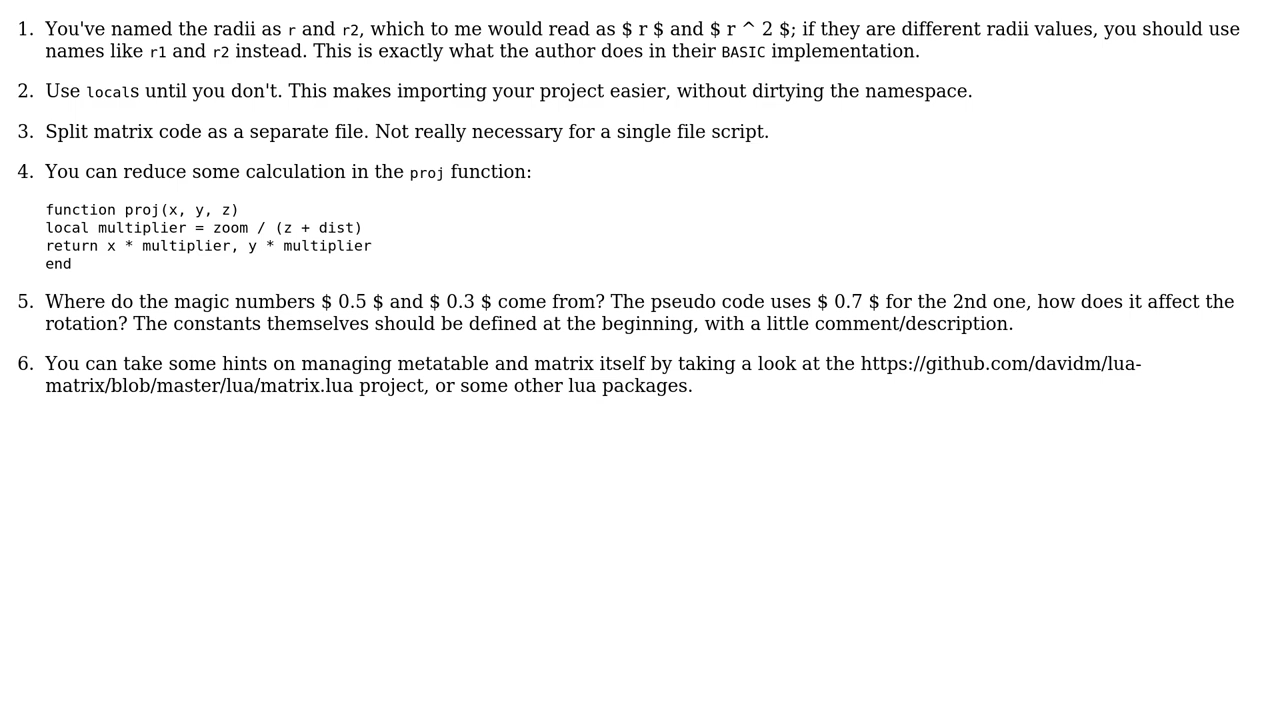 1. You've named the radii as r and r2, which to me would read as $ r $ and $ r ^ 2 $; if they are different radii values, you should use
names like r1 and r2 instead. This is exactly what the author does in their BASIC implementation.
2. Use locals until you don't. This makes importing your project easier, without dirtying the namespace.
3. Split matrix code as a separate file. Not really necessary for a single file script.
4. You can reduce some calculation in the proj function:
function proj(x, y, z)
local multiplier = zoom / (z + dist)
return x * multiplier, y * multiplier
end
5. Where do the magic numbers $ 0.5 $ and $ 0.3 $ come from? The pseudo code uses $ 0.7 $ for the 2nd one, how does it affect the
rotation? The constants themselves should be defined at the beginning, with a little comment/description.
6. You can take some hints on managing metatable and matrix itself by taking a look at the https://github.com/davidm/lua-
matrix/blob/master/lua/matrix.lua project, or some other lua packages.